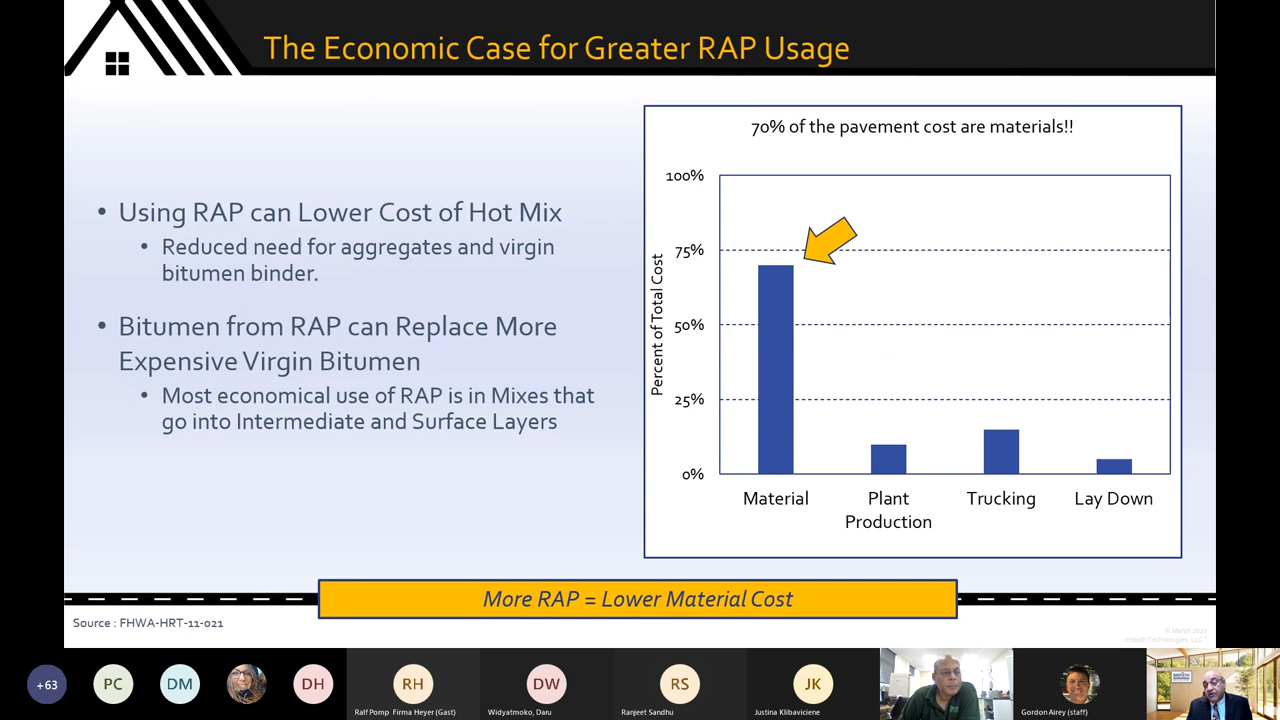 The Economic Case for Greater RAP Usage
• Using RAP can Lower Cost of Hot Mix
• Reduced need for aggregates and virgin
bitumen binder.
• Bitumen from RAP can Replace More
Expensive Virgin Bitumen
• Most economical use of RAP is in Mixes that
go into Intermediate and Surface Layers
70% of the pavement cost are materials!!
Percent of Total Cost
100%
75%
50%
25%
0%
Material
Plant
Production
Trucking
Lay Down
More RAP = Lower Material Cost
Source : FHWA-HRT-11-021
© March 2020
Sripath Technologies, LLC.
+63
PC
DM
DH
RH
DW
RS
JK
Ralf Pomp Firma Heyer (Gast)
Widyatmoko, Daru
Ranjeet Sandhu
Justina Klibaviciene
Gordon Airey (staff)